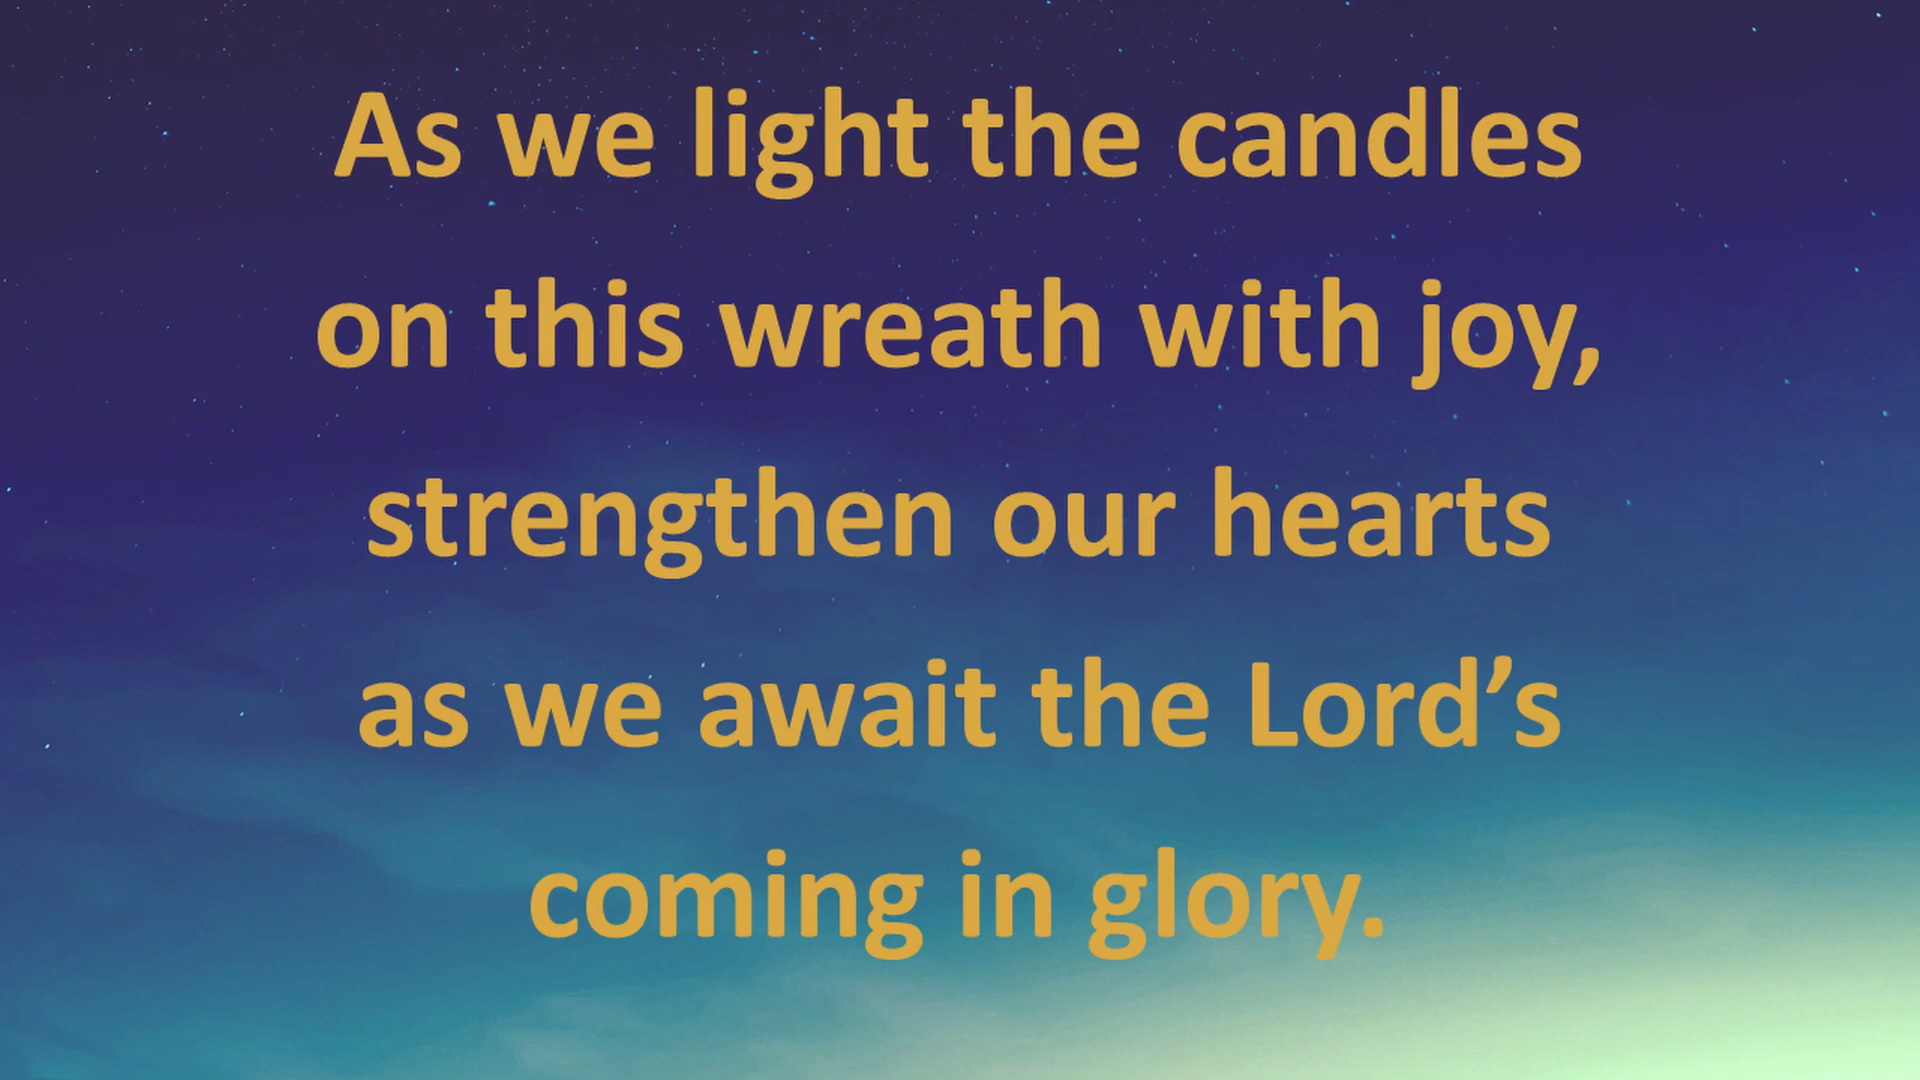 As we light the candles
on this wreath with joy,
strengthen our hearts
as we await the Lord’s
coming in glory.